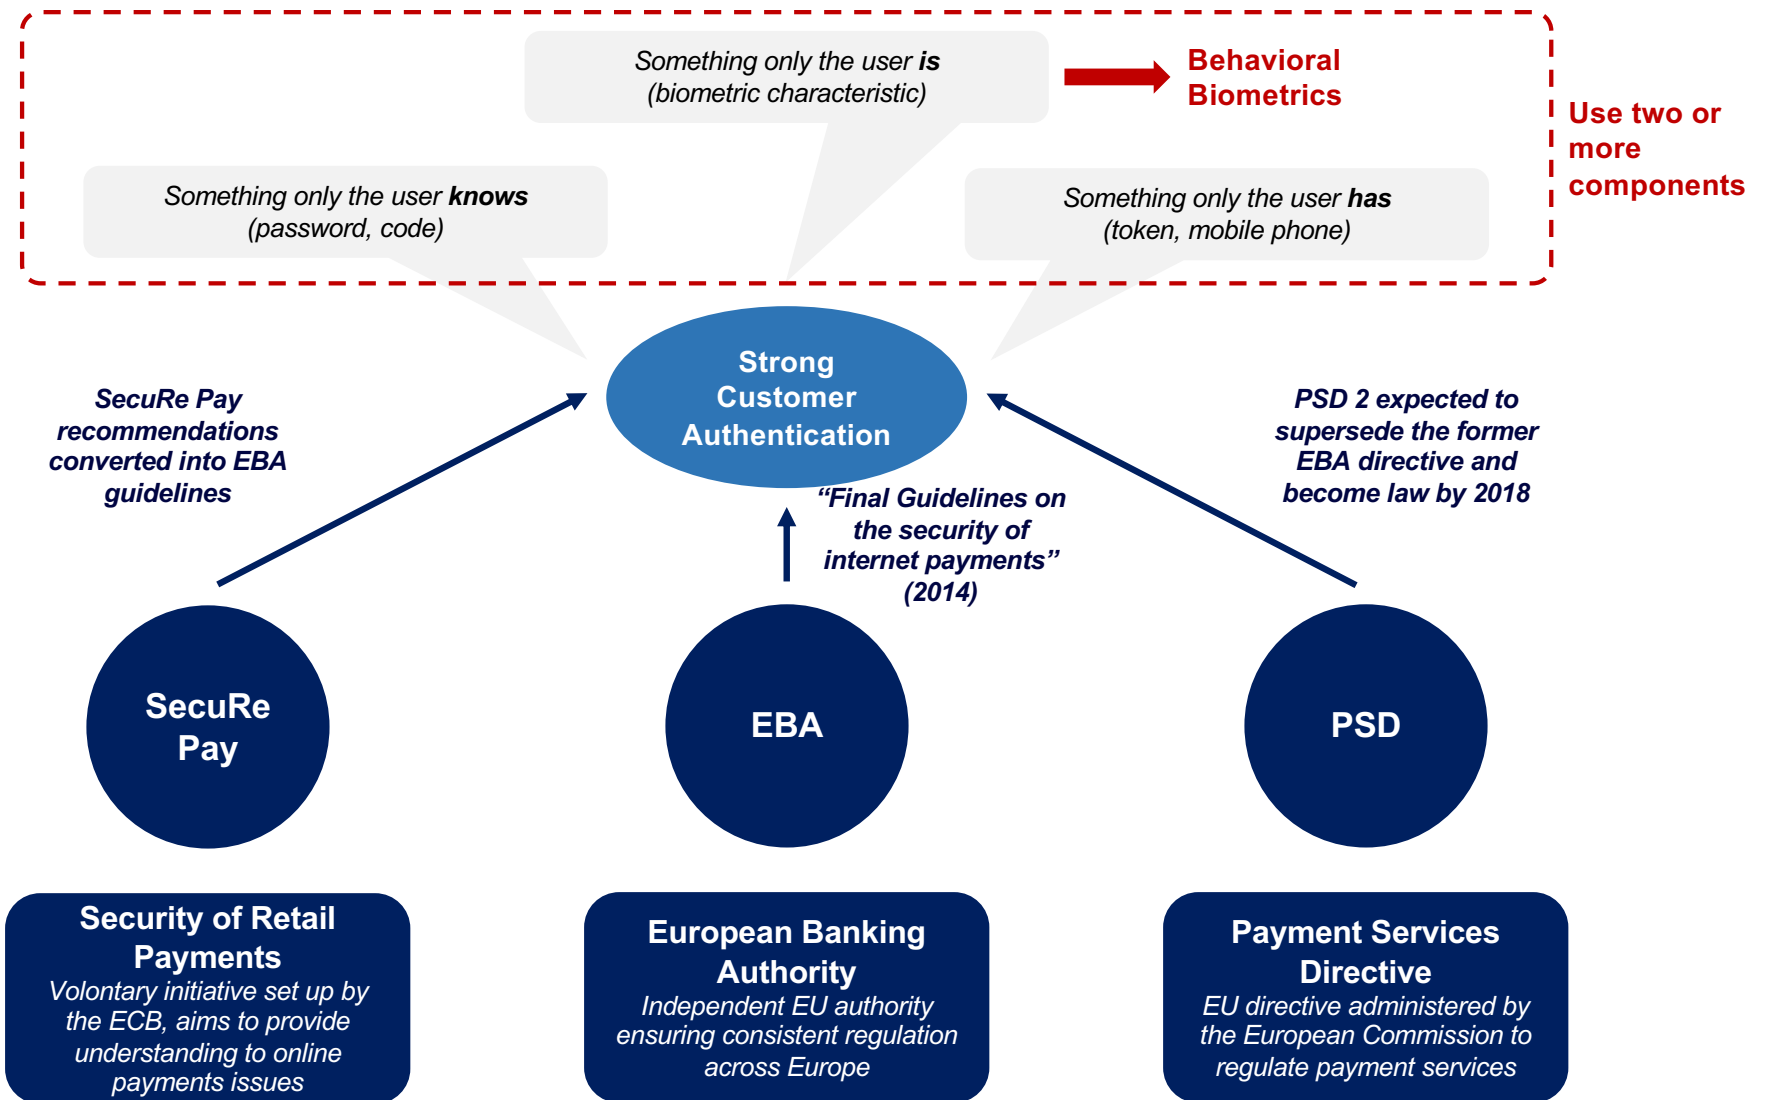 Something only the user is
(biometric characteristic)
Behavioral
Biometrics
Use two or
more
components
Something only the user knows
(password, code)
Something only the user has
(token, mobile phone)
Strong
Customer
Authentication
SecuRe Pay
recommendations
converted into EBA
guidelines
PSD 2 expected to
supersede the former
EBA directive and
become law by 2018
“Final Guidelines on
the security of
internet payments”
(2014)
SecuRe
Pay
EBA
PSD
Security of Retail
Payments
Volontary initiative set up by
the ECB, aims to provide
understanding to online
payments issues
European Banking
Authority
Independent EU authority
ensuring consistent regulation
across Europe
Payment Services
Directive
EU directive administered by
the European Commission to
regulate payment services